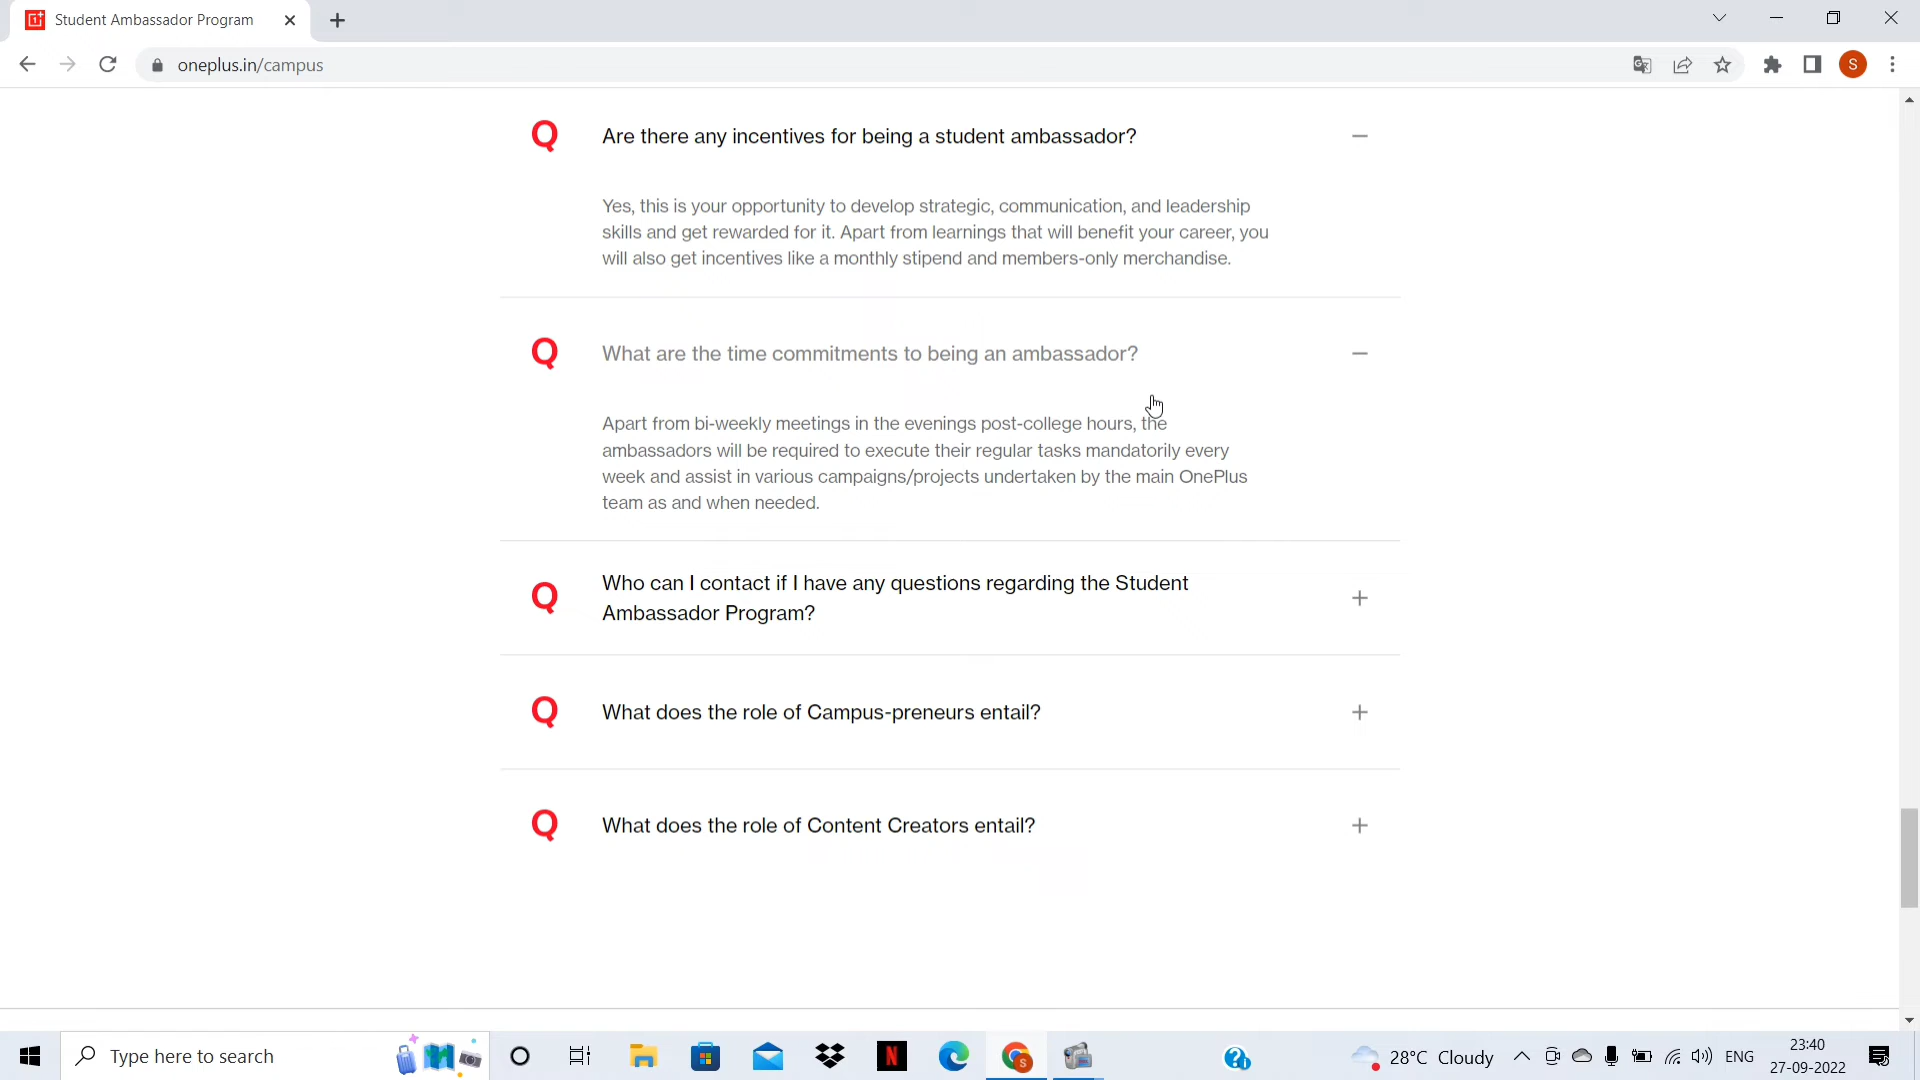 Student Ambassador Program
oneplus.in/campus
S
Q Are there any incentives for being a student ambassador?
Yes, this is your opportunity to develop strategic, communication, and leadership
skills and get rewarded for it. Apart from learnings that will benefit your career, you
will also get incentives like a monthly stipend and members-only merchandise.
Q What are the time commitments to being an ambassador?
Apart from bi-weekly meetings in the evenings post-college hours, the
ambassadors will be required to execute their regular tasks mandatorily every
week and assist in various campaigns/projects undertaken by the main OnePlus
team as and when needed.
Q Who can I contact if I have any questions regarding the Student
Ambassador Program?
Q What does the role of Campus-preneurs entail?
Q What does the role of Content Creators entail?
Type here to search
28°C Cloudy
ENG
23:40
27-09-2022